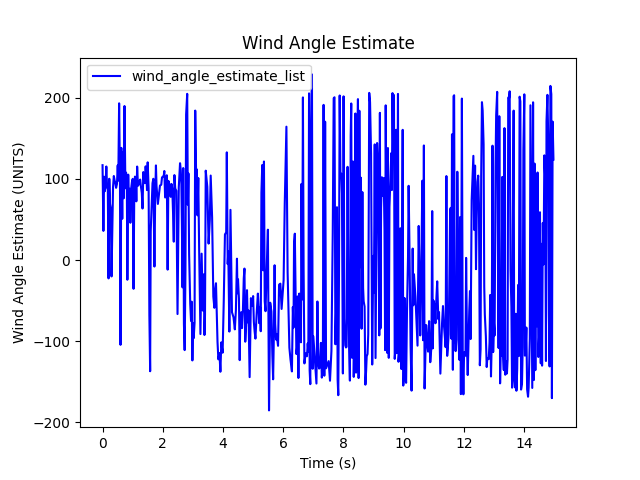 Wind Angle Estimate
wind_angle_estimate_list
Wind Angle Estimate (UNITS)
200
100
0
−100
−200
0 2 4 6 8 10 12 14
Time (s)